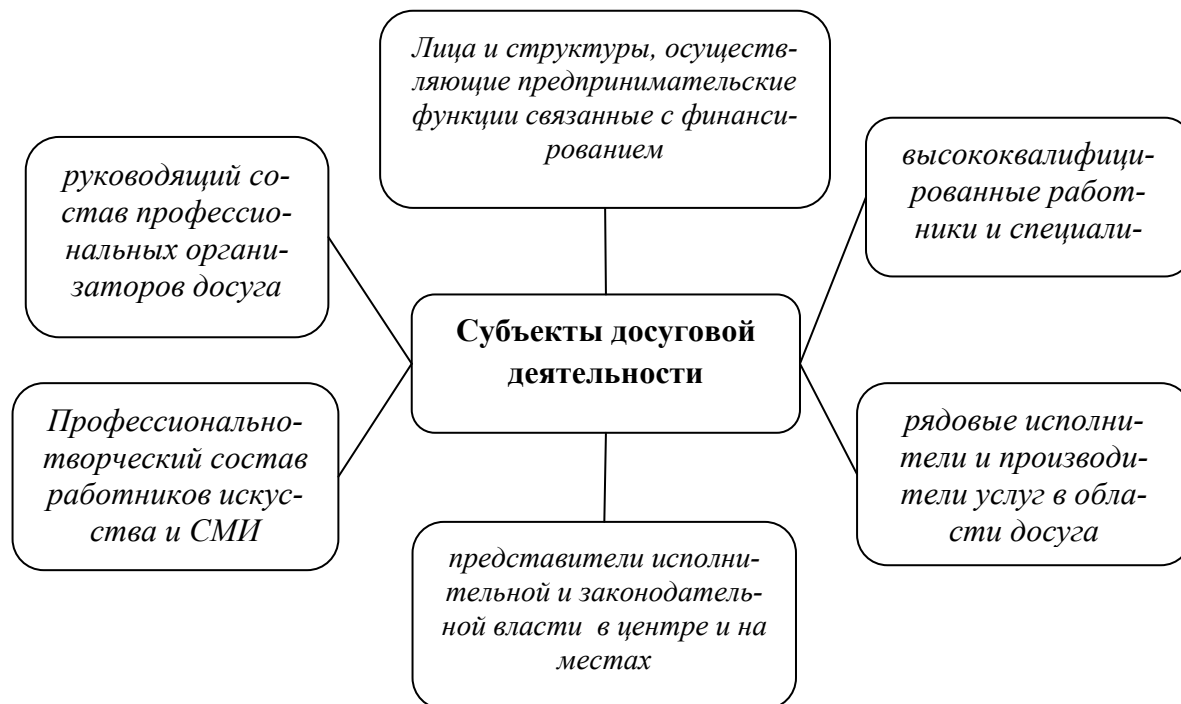 Лица и структуры, осуществ-
ляющие предпринимательские
функции связанные с финанси-
рованием
руководящий со-
став профессио-
нальных органи-
заторов досуга
высококвалифици-
рованные работ-
ники и специали-
Субъекты досуговой
деятельности
Профессионально-
творческий состав
работников искус-
ства и СМИ
рядовые исполни-
тели и производи-
тели услуг в обла-
сти досуга
представители исполни-
тельной и законодатель-
ной власти  в центре и на
местах